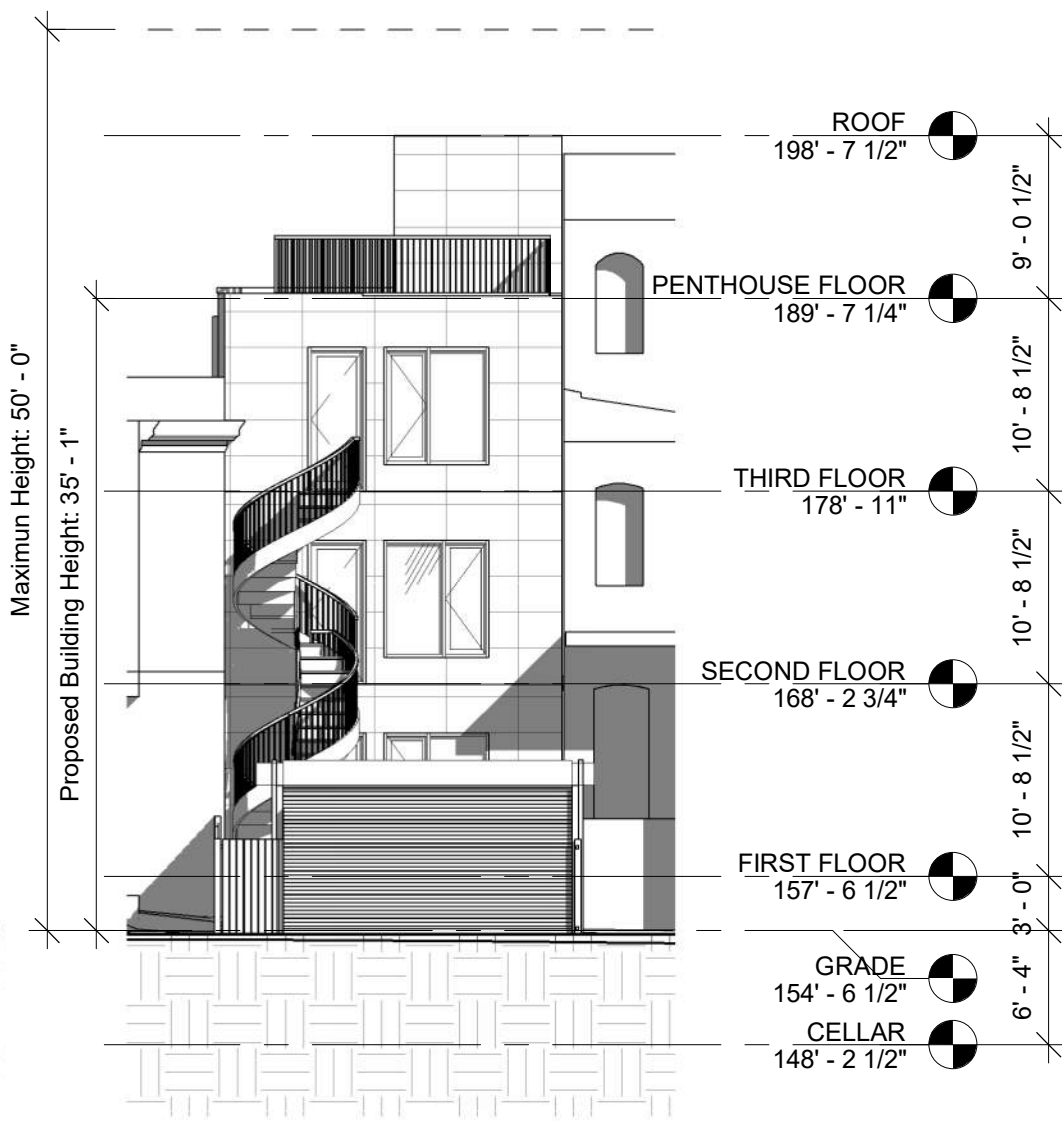 ROOF
198' - 7 1/2"
9' - 0 1/2"
PENTHOUSE FLOOR
189' - 7 1/4"
10' - 8 1/2"
Maximun Height: 50' - 0"
Proposed Building Height: 35' - 1"
THIRD FLOOR
178' - 11"
10' - 8 1/2"
SECOND FLOOR
168' - 2 3/4"
10' - 8 1/2"
FIRST FLOOR
157' - 6 1/2"
3' - 0"
GRADE
154' - 6 1/2"
6' - 4"
CELLAR
148' - 2 1/2"